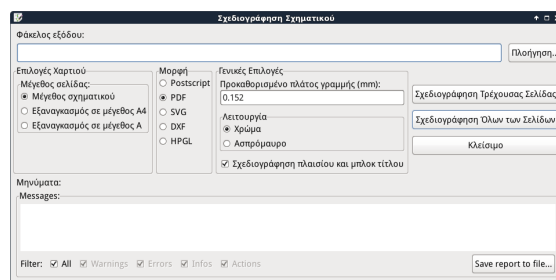 Σχεδιογράφηση Σχηματικού
Φάκελος εξόδου:
Πλοήγηση...
Επιλογές Χαρτιού
Μέγεθος σελίδας:
Μέγεθος σχηματικού
Εξαναγκασμός σε μέγεθος A4
Εξαναγκασμός σε μέγεθος A
Μορφή
Postscript
PDF
SVG
DXF
HPGL
Γενικές Επιλογές
Προκαθορισμένο πλάτος γραμμής (mm):
0.152
Λειτουργία
Χρώμα
Ασπρόμαυρο
Σχεδιογράφηση πλαισίου και μπλοκ τίτλου
Σχεδιογράφηση Τρέχουσας Σελίδας
Σχεδιογράφηση Όλων των Σελίδων
Κλείσιμο
Μηνύματα:
Messages:
Filter: All Warnings Errors Infos Actions
Save report to file...